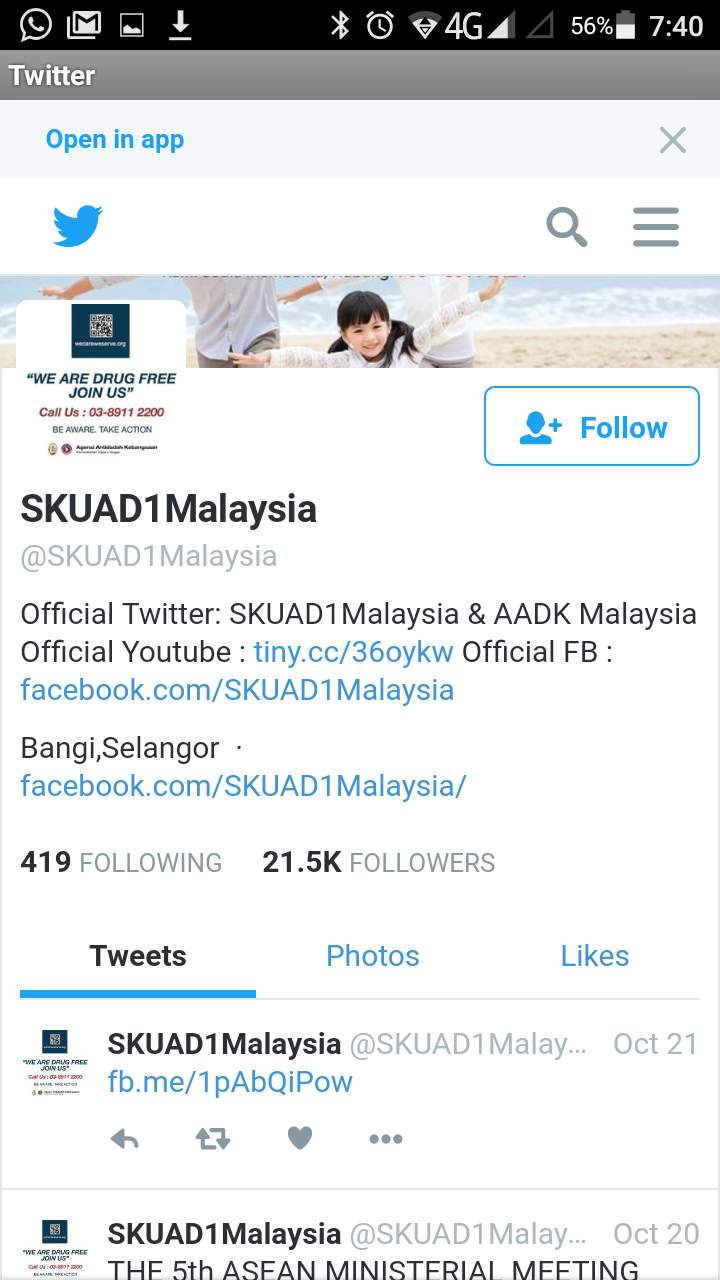 4G 56% 7:40
Twitter
Open in app
wecareweserve.org
"WE ARE DRUG FREE
JOIN US"
Call Us : 03-8911 2200
BE AWARE. TAKE ACTION
Agensi Antidadah Kebangsaan
Follow
SKUAD1Malaysia
@SKUAD1Malaysia
Official Twitter: SKUAD1Malaysia & AADK Malaysia
Official Youtube : tiny.cc/36oykw Official FB :
facebook.com/SKUAD1Malaysia
Bangi,Selangor ·
facebook.com/SKUAD1Malaysia/
419 FOLLOWING 21.5K FOLLOWERS
Tweets Photos Likes
SKUAD1Malaysia @SKUAD1Malay... Oct 21
"WE ARE DRUG FREE
JOIN US"
Call Us : 03-8911 2200
BE AWARE. TAKE ACTION
fb.me/1pAbQiPow
SKUAD1Malaysia @SKUAD1Malay... Oct 20
"WE ARE DRUG FREE
JOIN US"
Call Us : 03-8911 2200
BE AWARE. TAKE ACTION
THE 5th ASEAN MINISTERIAL MEETING